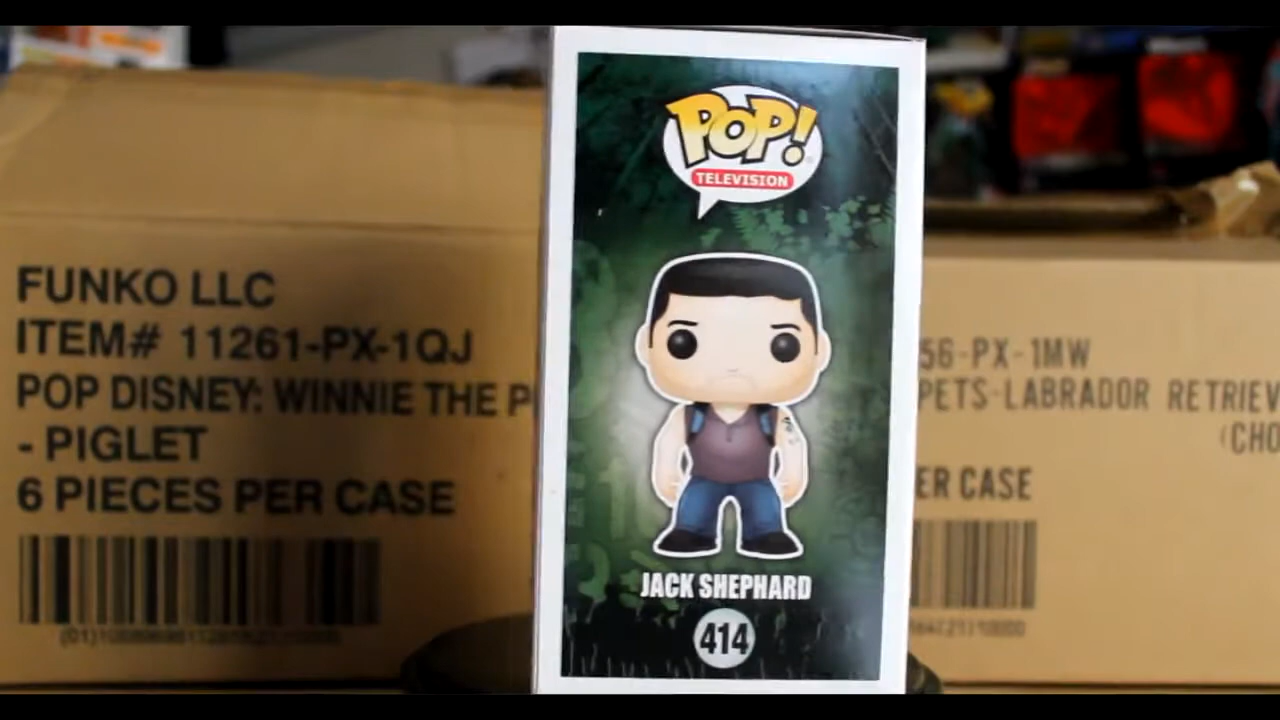 FUNKO LLC
ITEM# 11261-PX-1QJ
POP DISNEY: WINNIE THE P
- PIGLET
6 PIECES PER CASE
POP!
TELEVISION
JACK SHEPHARD
414
56-PX-1MW
PETS-LABRADOR RETRIEV
(CHO
ER CASE